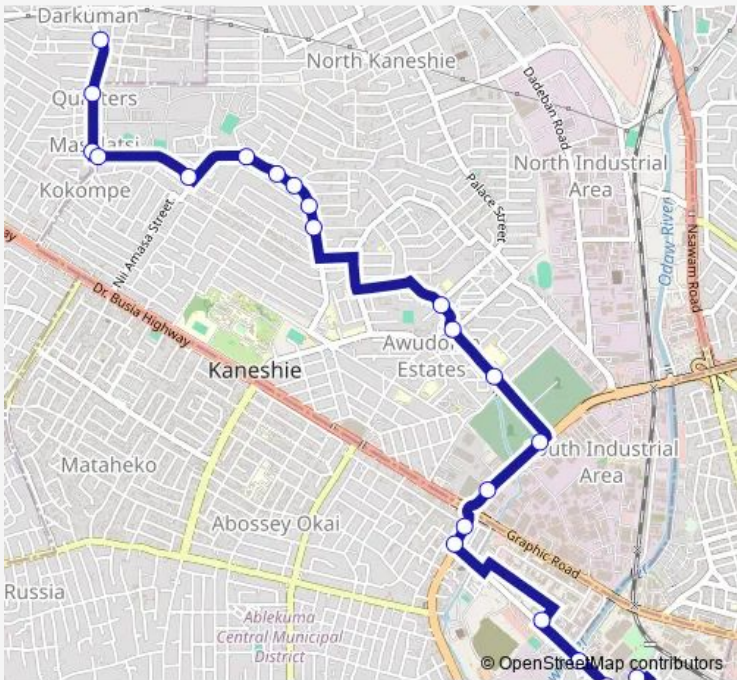 Darkuman
North Kaneshie
Dadeban Road
North Industrial
Area
Kokompe
Palace Street
Odaw River
Nsawam Road
Nii Amasa Street
Dr. Busia Highway
Kaneshie
Estates
South Industrial
Area
Mataheko
Abossey Okai
Graphic Road
Russia
Ablekuma
Central Municipal
District
© OpenStreetMap contributors